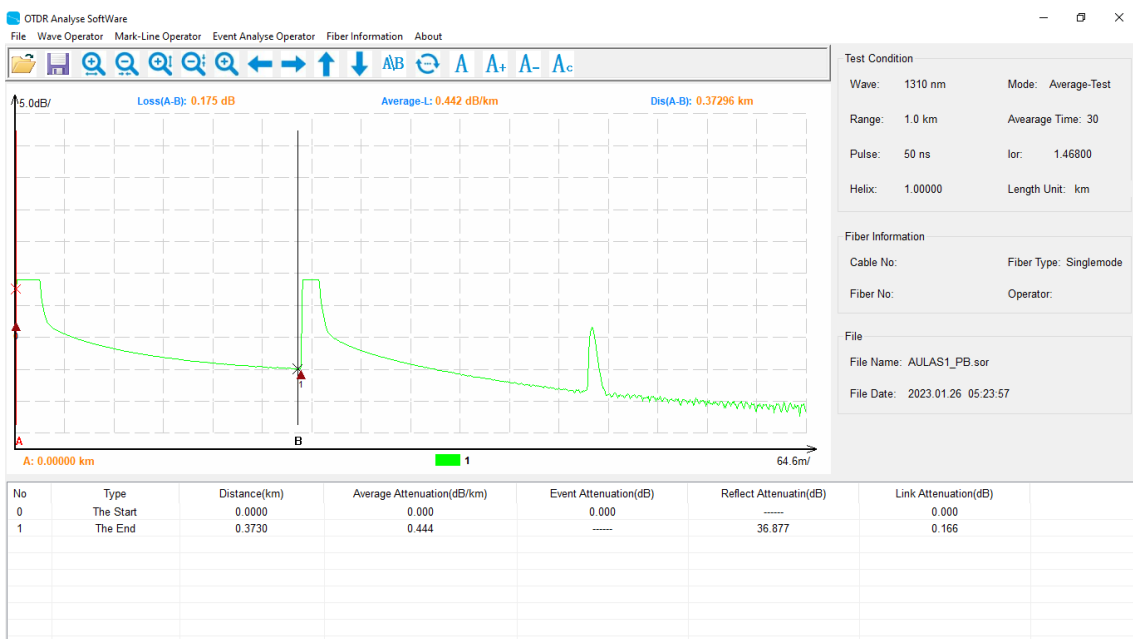 OTDR Analyse SoftWare
File Wave Operator Mark-Line Operator Event Analyse Operator Fiber Information About
A\B A A+ A- Ac
5.0dB/ Loss(A-B): 0.175 dB Average-L: 0.442 dB/km Dis(A-B): 0.37296 km
1
A B
A: 0.00000 km 1 64.6m/
Test Condition
Wave: 1310 nm Mode: Average-Test
Range: 1.0 km Avearage Time: 30
Pulse: 50 ns Ior: 1.46800
Helix: 1.00000 Length Unit: km
Fiber Information
Cable No: Fiber Type: Singlemode
Fiber No: Operator:
File
File Name: AULAS1_PB.sor
File Date: 2023.01.26 05:23:57
No Type Distance(km) Average Attenuation(dB/km) Event Attenuation(dB) Reflect Attenuatin(dB) Link Attenuation(dB)
0 The Start 0.0000 0.000 0.000 ------ 0.000
1 The End 0.3730 0.444 ------ 36.877 0.166